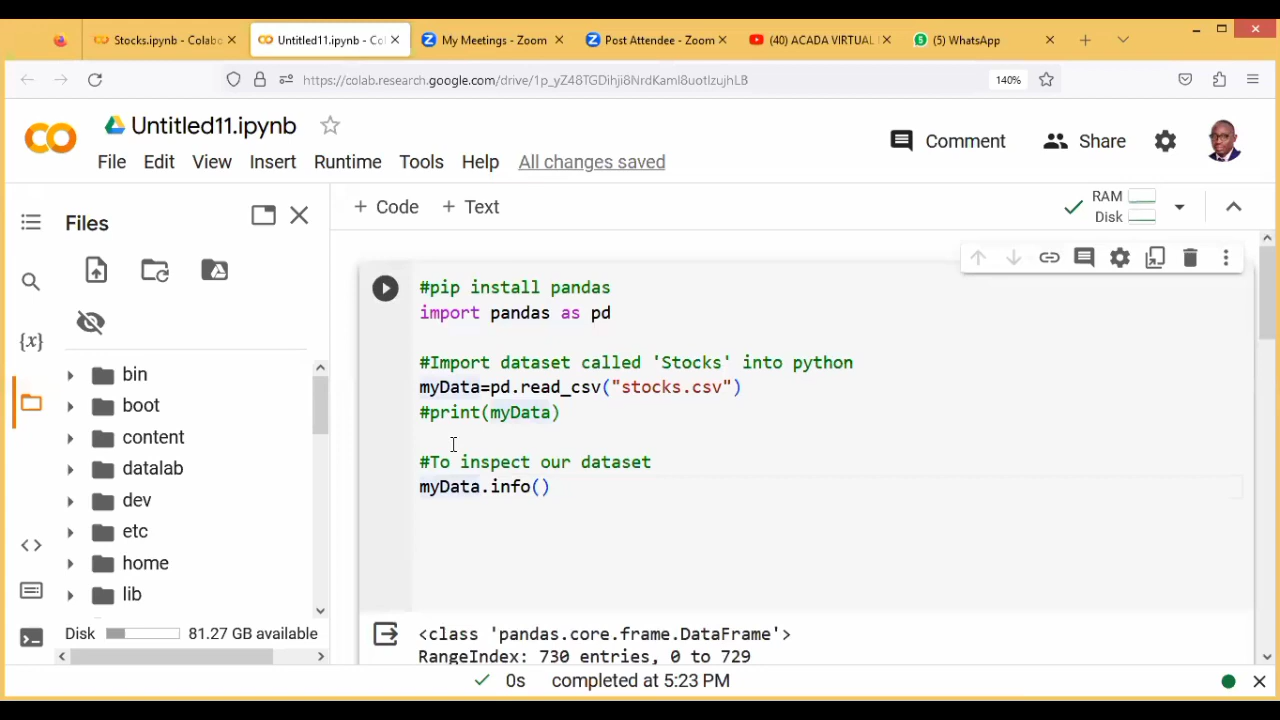 Stocks.ipynb - Colabo
Untitled11.ipynb - Col
My Meetings - Zoom
Post Attendee - Zoom
(40) ACADA VIRTUAL
(5) WhatsApp
https://colab.research.google.com/drive/1p_yZ48TGDihji8NrdKamI8uotIzujhLB
140%
CO
Untitled11.ipynb
Comment
Share
File Edit View Insert Runtime Tools Help All changes saved
Files
+ Code + Text
RAM
Disk
{x}
bin
boot
content
datalab
dev
etc
home
lib
Disk 81.27 GB available
#pip install pandas
import pandas as pd
#Import dataset called 'Stocks' into python
myData=pd.read_csv("stocks.csv")
#print(myData)
#To inspect our dataset
myData.info()
<class 'pandas.core.frame.DataFrame'>
RangeIndex: 730 entries, 0 to 729
0s completed at 5:23 PM